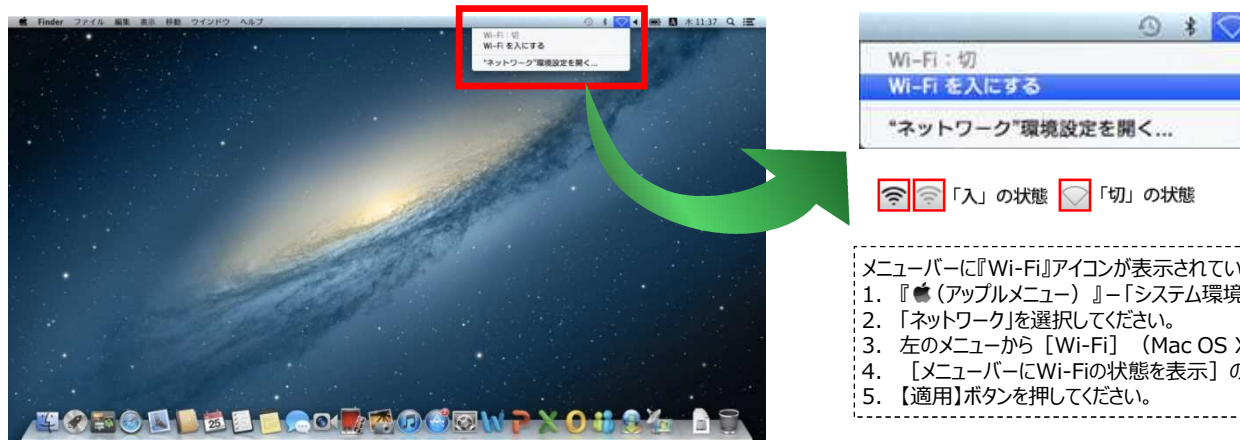 Finder ファイル 編集 表示 移動 ウインドウ ヘルプ
木 11:37
Wi-Fi：切
Wi-Fi を入にする
“ネットワーク”環境設定を開く...
25
Wi-Fi：切
Wi-Fi を入にする
“ネットワーク”環境設定を開く...
「入」の状態 「切」の状態
メニューバーに『Wi-Fi』アイコンが表示されてい
1. 『（アップルメニュー）』－「システム環境
2. 「ネットワーク」を選択してください。
3. 左のメニューから［Wi-Fi］（Mac OS X
4. ［メニューバーにWi-Fiの状態を表示］の
5. 【適用】ボタンを押してください。